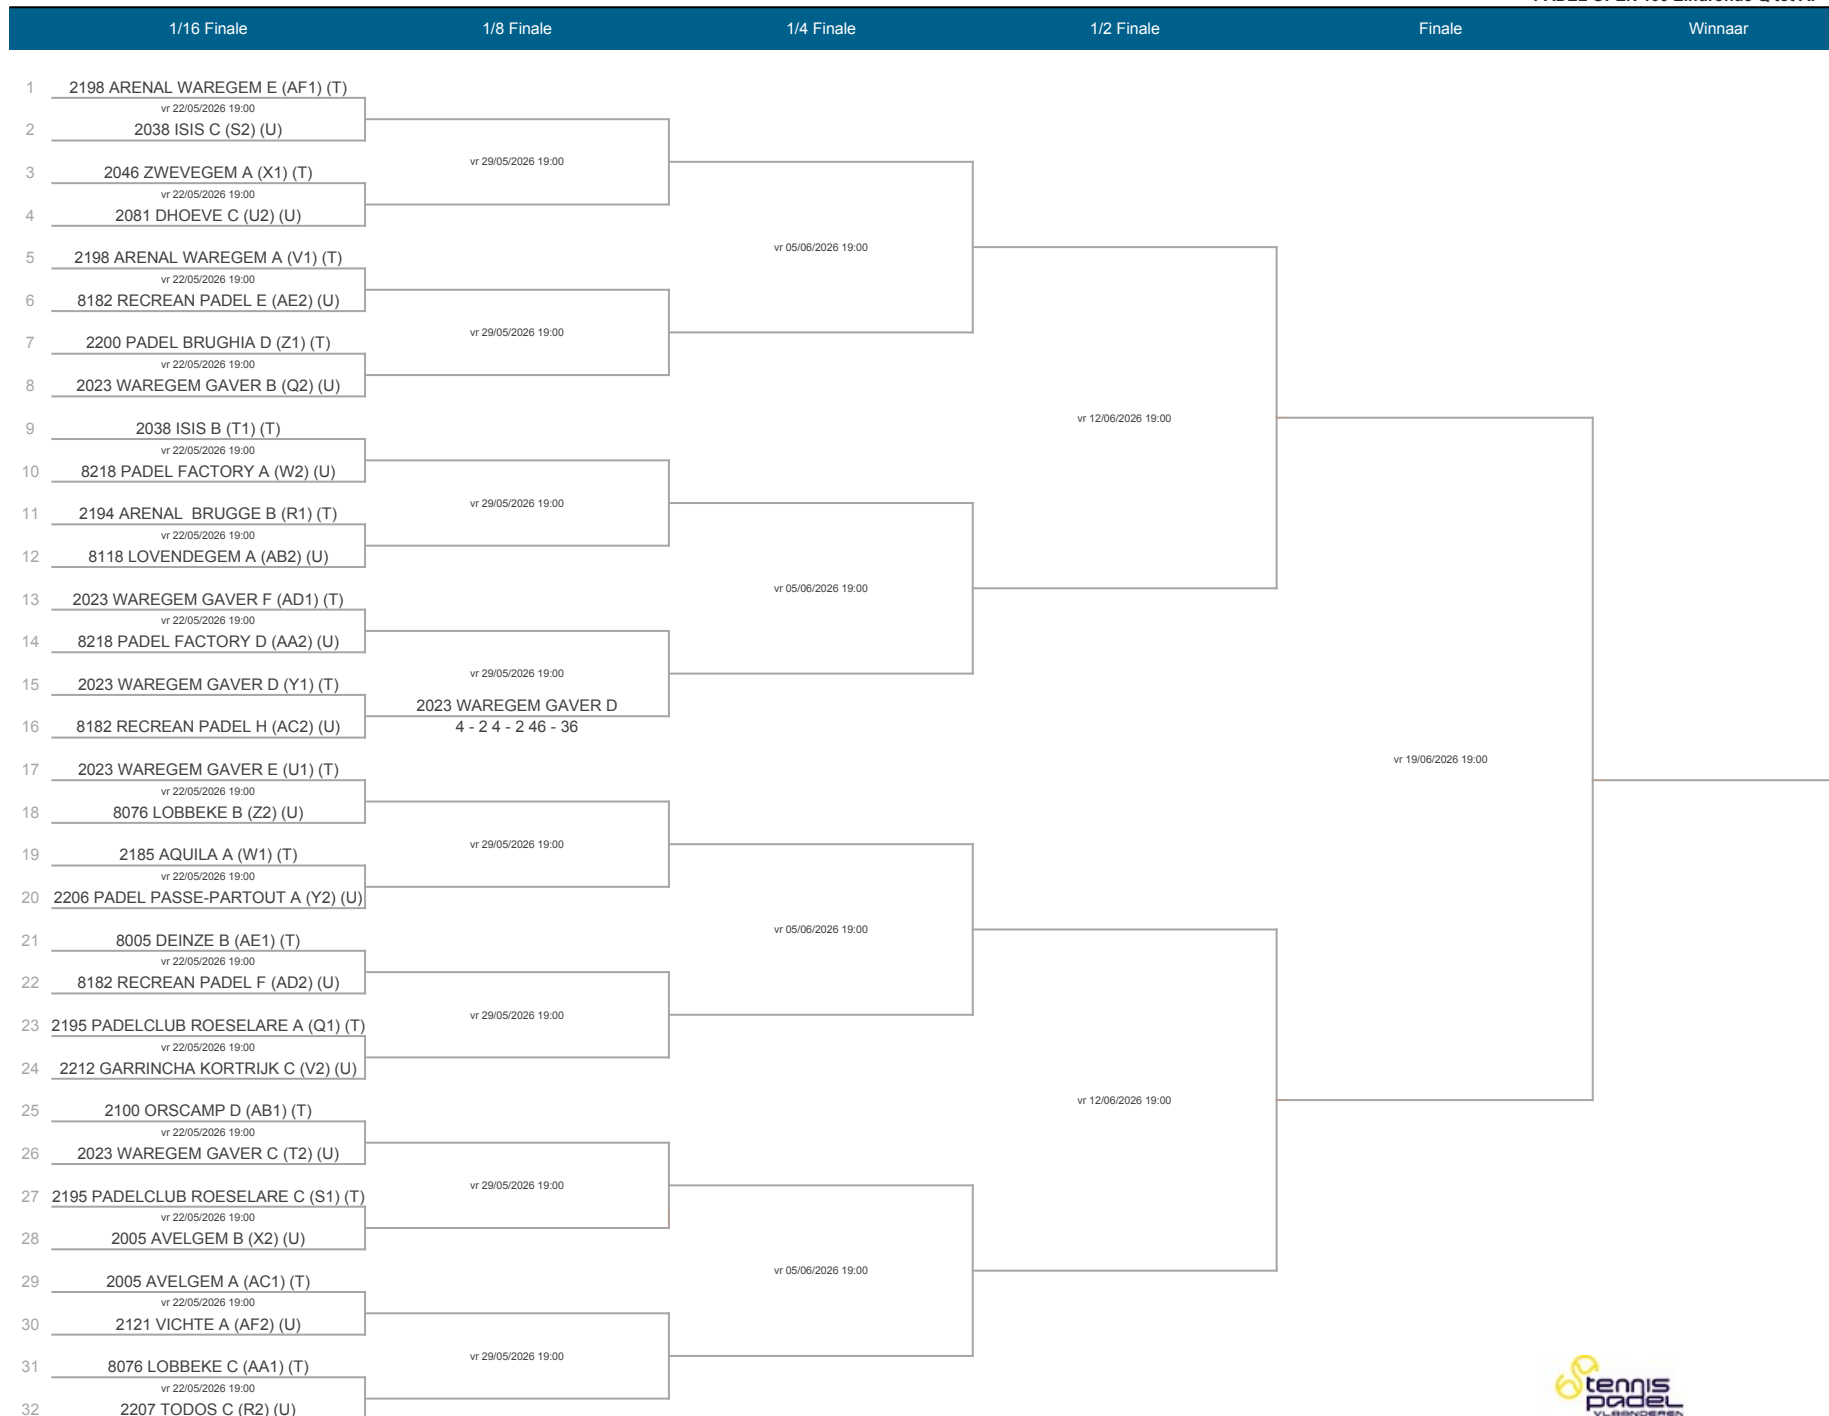 1/16 Finale 1/8 Finale 1/4 Finale 1/2 Finale Finale Winnaar
1 2198 ARENAL WAREGEM E (AF1) (T)
vr 22/05/2026 19:00
2 2038 ISIS C (S2) (U)
vr 29/05/2026 19:00
3 2046 ZWEVEGEM A (X1) (T)
vr 22/05/2026 19:00
4 2081 DHOEVE C (U2) (U)
vr 05/06/2026 19:00
5 2198 ARENAL WAREGEM A (V1) (T)
vr 22/05/2026 19:00
6 8182 RECREAN PADEL E (AE2) (U)
vr 29/05/2026 19:00
7 2200 PADEL BRUGHIA D (Z1) (T)
vr 22/05/2026 19:00
8 2023 WAREGEM GAVER B (Q2) (U)
vr 12/06/2026 19:00
9 2038 ISIS B (T1) (T)
vr 22/05/2026 19:00
10 8218 PADEL FACTORY A (W2) (U)
vr 29/05/2026 19:00
11 2194 ARENAL BRUGGE B (R1) (T)
vr 22/05/2026 19:00
12 8118 LOVENDEGEM A (AB2) (U)
vr 05/06/2026 19:00
13 2023 WAREGEM GAVER F (AD1) (T)
vr 22/05/2026 19:00
14 8218 PADEL FACTORY D (AA2) (U)
vr 29/05/2026 19:00
15 2023 WAREGEM GAVER D (Y1) (T)
2023 WAREGEM GAVER D
16 8182 RECREAN PADEL H (AC2) (U)
4 - 2 4 - 2 46 - 36
vr 19/06/2026 19:00
17 2023 WAREGEM GAVER E (U1) (T)
vr 22/05/2026 19:00
18 8076 LOBBEKE B (Z2) (U)
vr 29/05/2026 19:00
19 2185 AQUILA A (W1) (T)
vr 22/05/2026 19:00
20 2206 PADEL PASSE-PARTOUT A (Y2) (U)
vr 05/06/2026 19:00
21 8005 DEINZE B (AE1) (T)
vr 22/05/2026 19:00
22 8182 RECREAN PADEL F (AD2) (U)
vr 29/05/2026 19:00
23 2195 PADELCLUB ROESELARE A (Q1) (T)
vr 22/05/2026 19:00
24 2212 GARRINCHA KORTRIJK C (V2) (U)
vr 12/06/2026 19:00
25 2100 ORSCAMP D (AB1) (T)
vr 22/05/2026 19:00
26 2023 WAREGEM GAVER C (T2) (U)
vr 29/05/2026 19:00
27 2195 PADELCLUB ROESELARE C (S1) (T)
vr 22/05/2026 19:00
28 2005 AVELGEM B (X2) (U)
vr 05/06/2026 19:00
29 2005 AVELGEM A (AC1) (T)
vr 22/05/2026 19:00
30 2121 VICHTE A (AF2) (U)
vr 29/05/2026 19:00
31 8076 LOBBEKE C (AA1) (T)
vr 22/05/2026 19:00
32 2207 TODOS C (R2) (U)
tennis
padel
VLAANDEREN